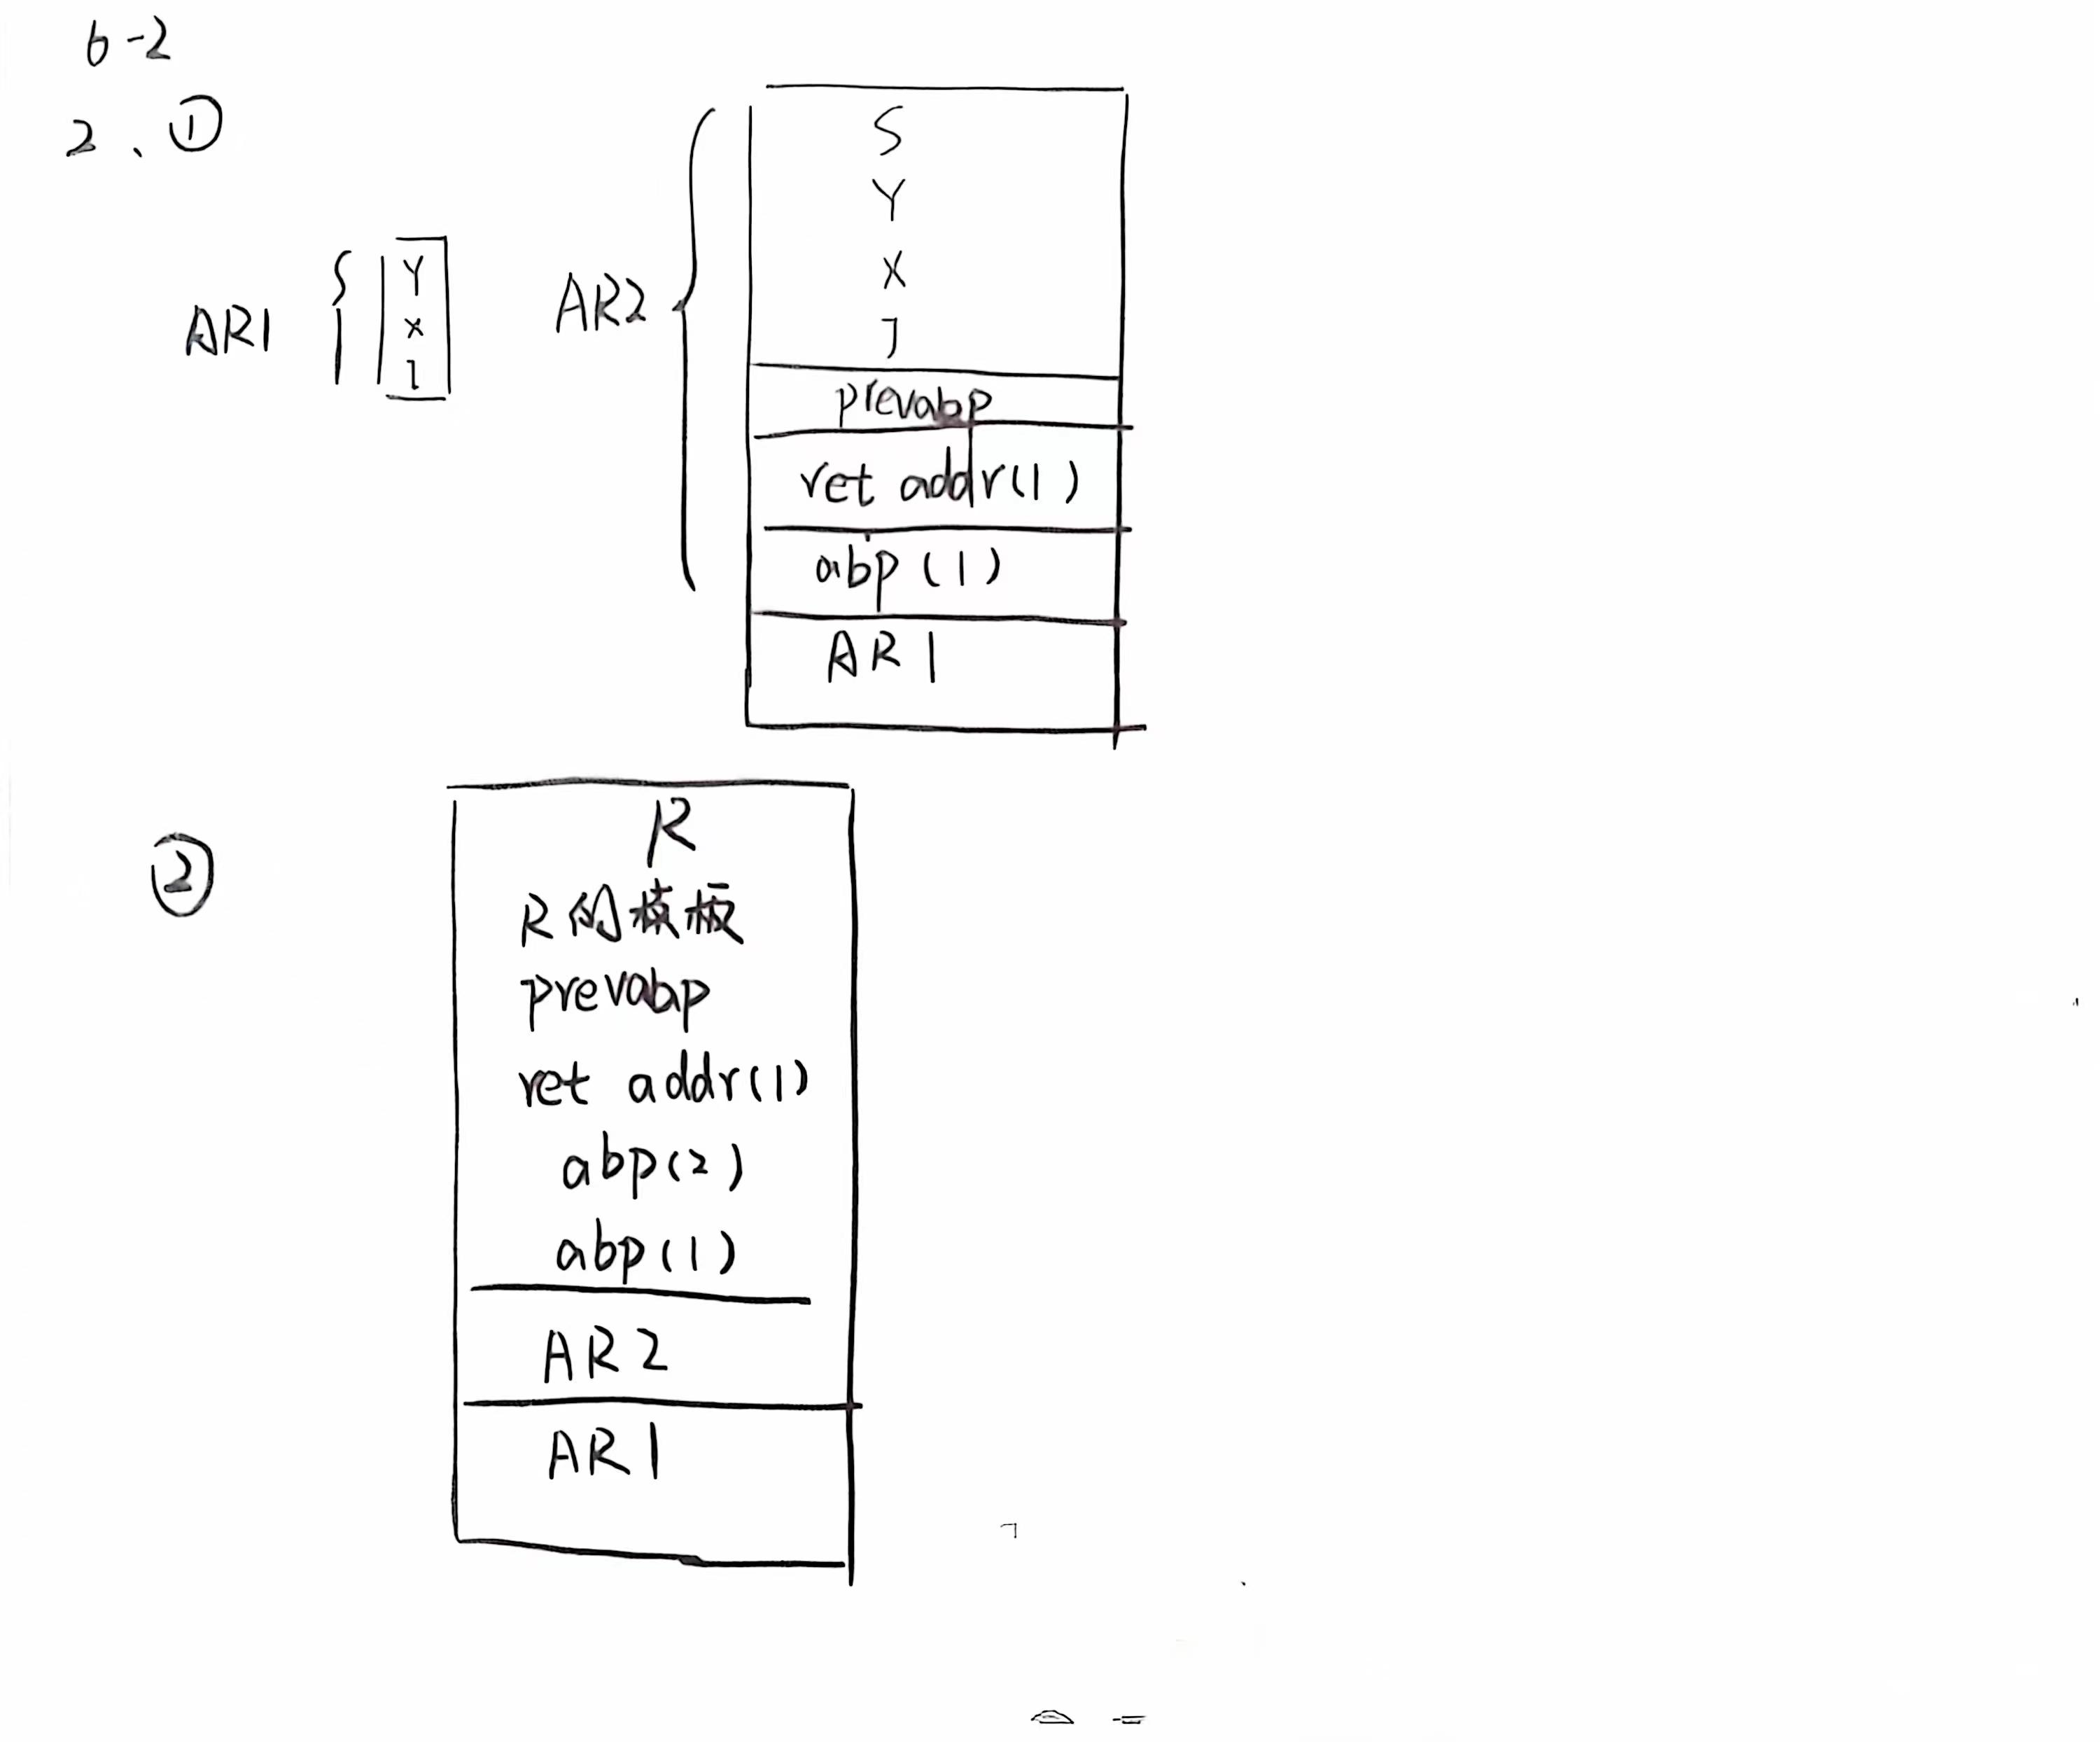 6-2
2、①
AR1
Y
X
I
AR2
S
Y
X
J
prevabp
ret addr(1)
abp(1)
AR1
②
R
R的模板
prevabp
ret addr(1)
abp(2)
abp(1)
AR2
AR1